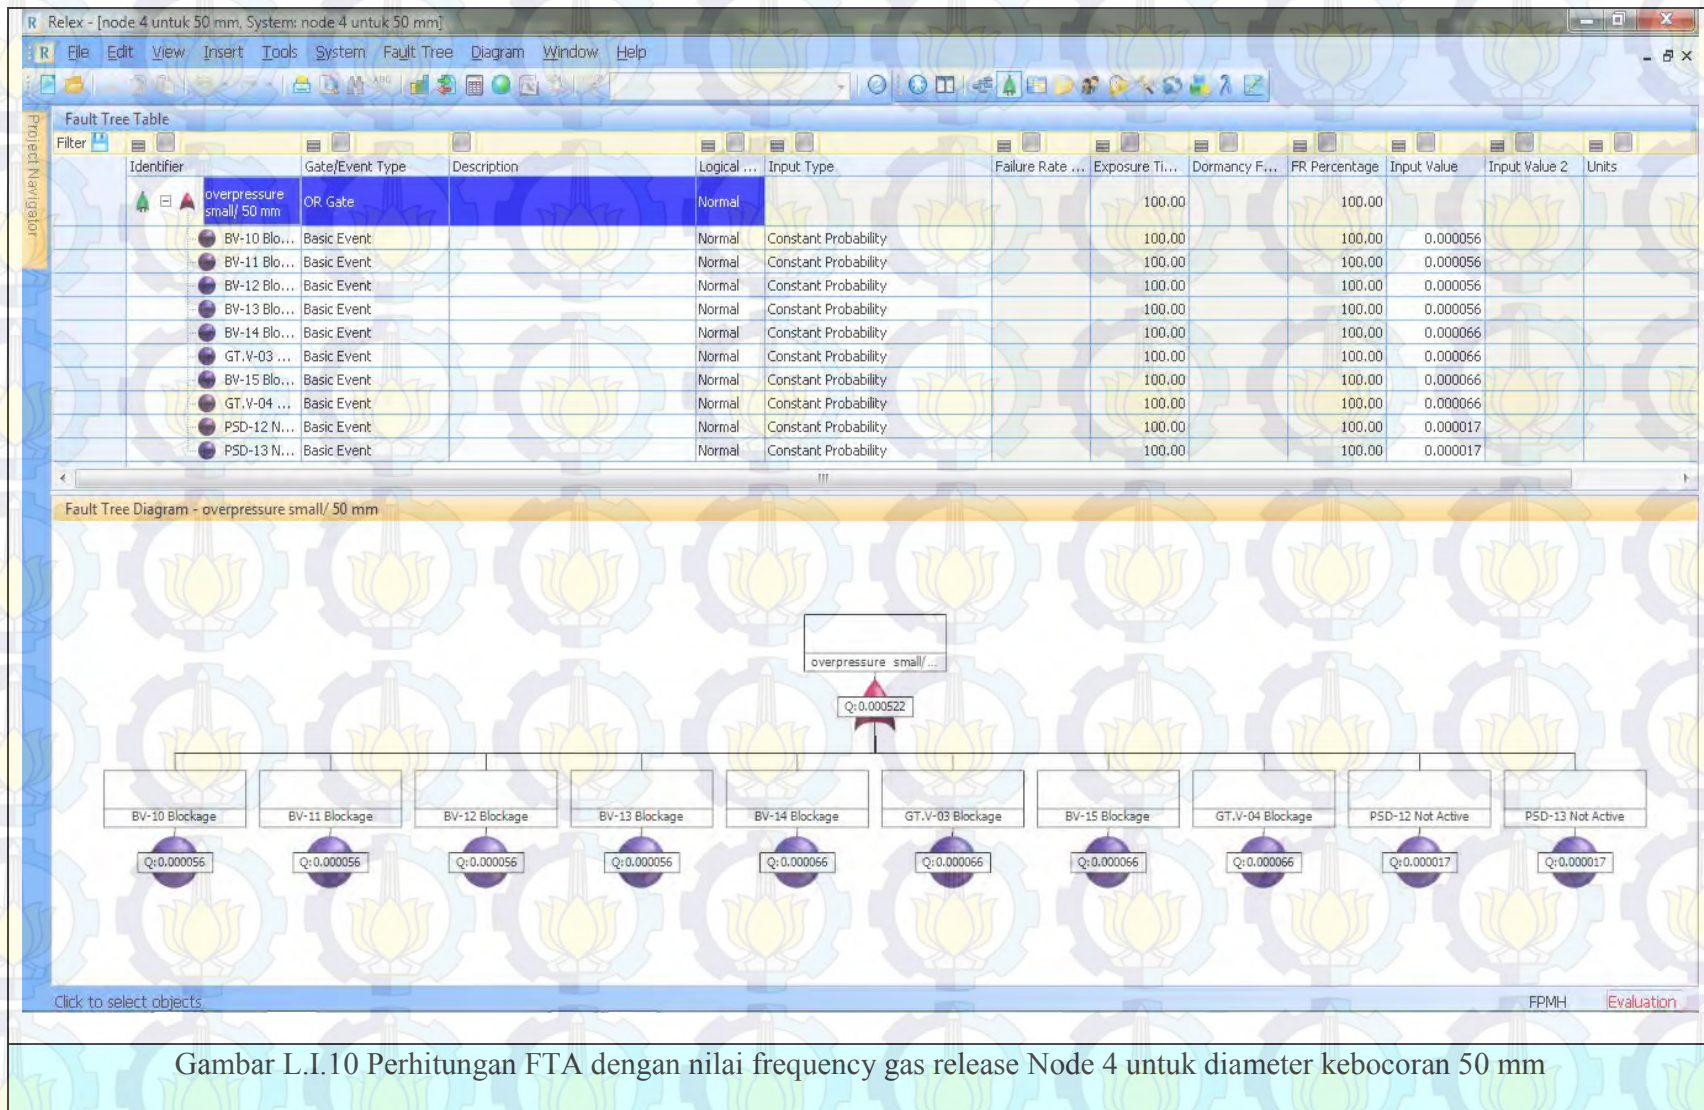 Relex - [node 4 untuk 50 mm, System: node 4 untuk 50 mm]
File Edit View Insert Tools System Fault Tree Diagram Window Help
Project Navigator
Fault Tree Table
Filter
Identifier Gate/Event Type Description Logical ... Input Type Failure Rate ... Exposure Ti... Dormancy F... FR Percentage Input Value Input Value 2 Units
overpressure small/ 50 mm OR Gate Normal 100.00 100.00
BV-10 Blo... Basic Event Normal Constant Probability 100.00 100.00 0.000056
BV-11 Blo... Basic Event Normal Constant Probability 100.00 100.00 0.000056
BV-12 Blo... Basic Event Normal Constant Probability 100.00 100.00 0.000056
BV-13 Blo... Basic Event Normal Constant Probability 100.00 100.00 0.000056
BV-14 Blo... Basic Event Normal Constant Probability 100.00 100.00 0.000066
GT.V-03 ... Basic Event Normal Constant Probability 100.00 100.00 0.000066
BV-15 Blo... Basic Event Normal Constant Probability 100.00 100.00 0.000066
GT.V-04 ... Basic Event Normal Constant Probability 100.00 100.00 0.000066
PSD-12 N... Basic Event Normal Constant Probability 100.00 100.00 0.000017
PSD-13 N... Basic Event Normal Constant Probability 100.00 100.00 0.000017
Fault Tree Diagram - overpressure small/ 50 mm
overpressure small/ ...
Q:0.000522
BV-10 Blockage BV-11 Blockage BV-12 Blockage BV-13 Blockage BV-14 Blockage GT.V-03 Blockage BV-15 Blockage GT.V-04 Blockage PSD-12 Not Active PSD-13 Not Active
Q:0.000056 Q:0.000056 Q:0.000056 Q:0.000056 Q:0.000066 Q:0.000066 Q:0.000066 Q:0.000066 Q:0.000017 Q:0.000017
Click to select objects FPMH Evaluation
Gambar L.I.10 Perhitungan FTA dengan nilai frequency gas release Node 4 untuk diameter kebocoran 50 mm